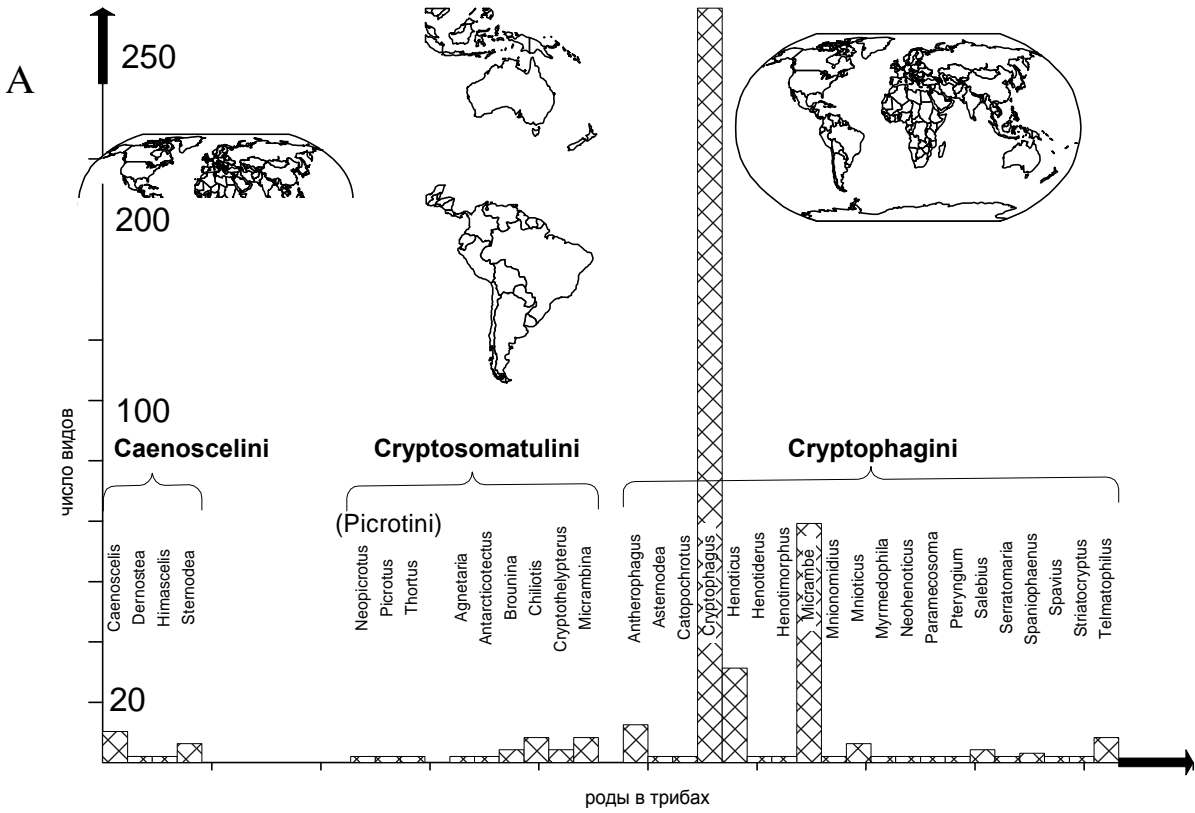 А
250
200
100
20
число видов
Caenoscelini
Cryptosomatulini
Cryptophagini
(Picrotini)
Caenoscelis
Dernostea
Himascelis
Sternodea
Neopicrotus
Picrotus
Thortus
Agnetaria
Antarcticotectus
Brounina
Chiliotis
Cryptothelypterus
Micrambina
Antherophagus
Asternodea
Catopochrotus
Cryptophagus
Henoticus
Henotiderus
Henotimorphus
Micrambe
Mnionomidius
Mnioticus
Myrmedophila
Neohenoticus
Paramecosoma
Pteryngium
Salebius
Serratomaria
Spaniophaenus
Spavius
Striatocryptus
Telmatophilus
роды в трибах